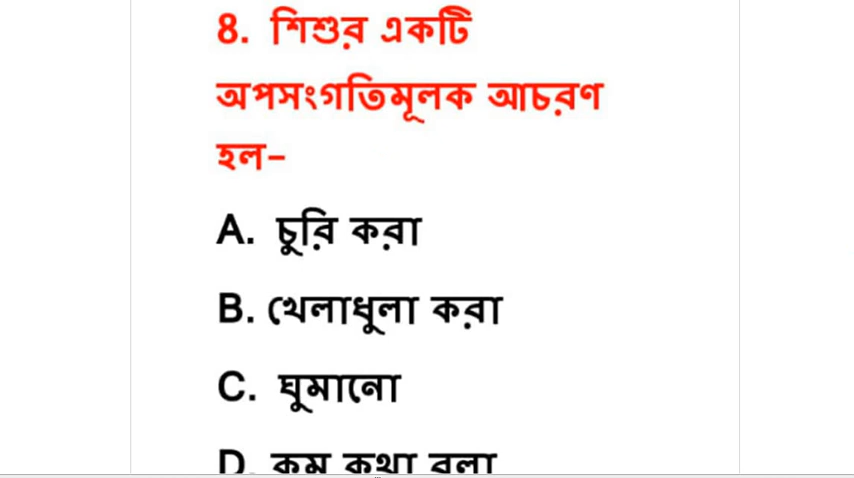 8. শিশুর একটি
অপসংগতিমূলক আচরণ
হল–
A. চুরি করা
B. খেলাধুলা করা
C. ঘুমানো
D. কম কথা বলা